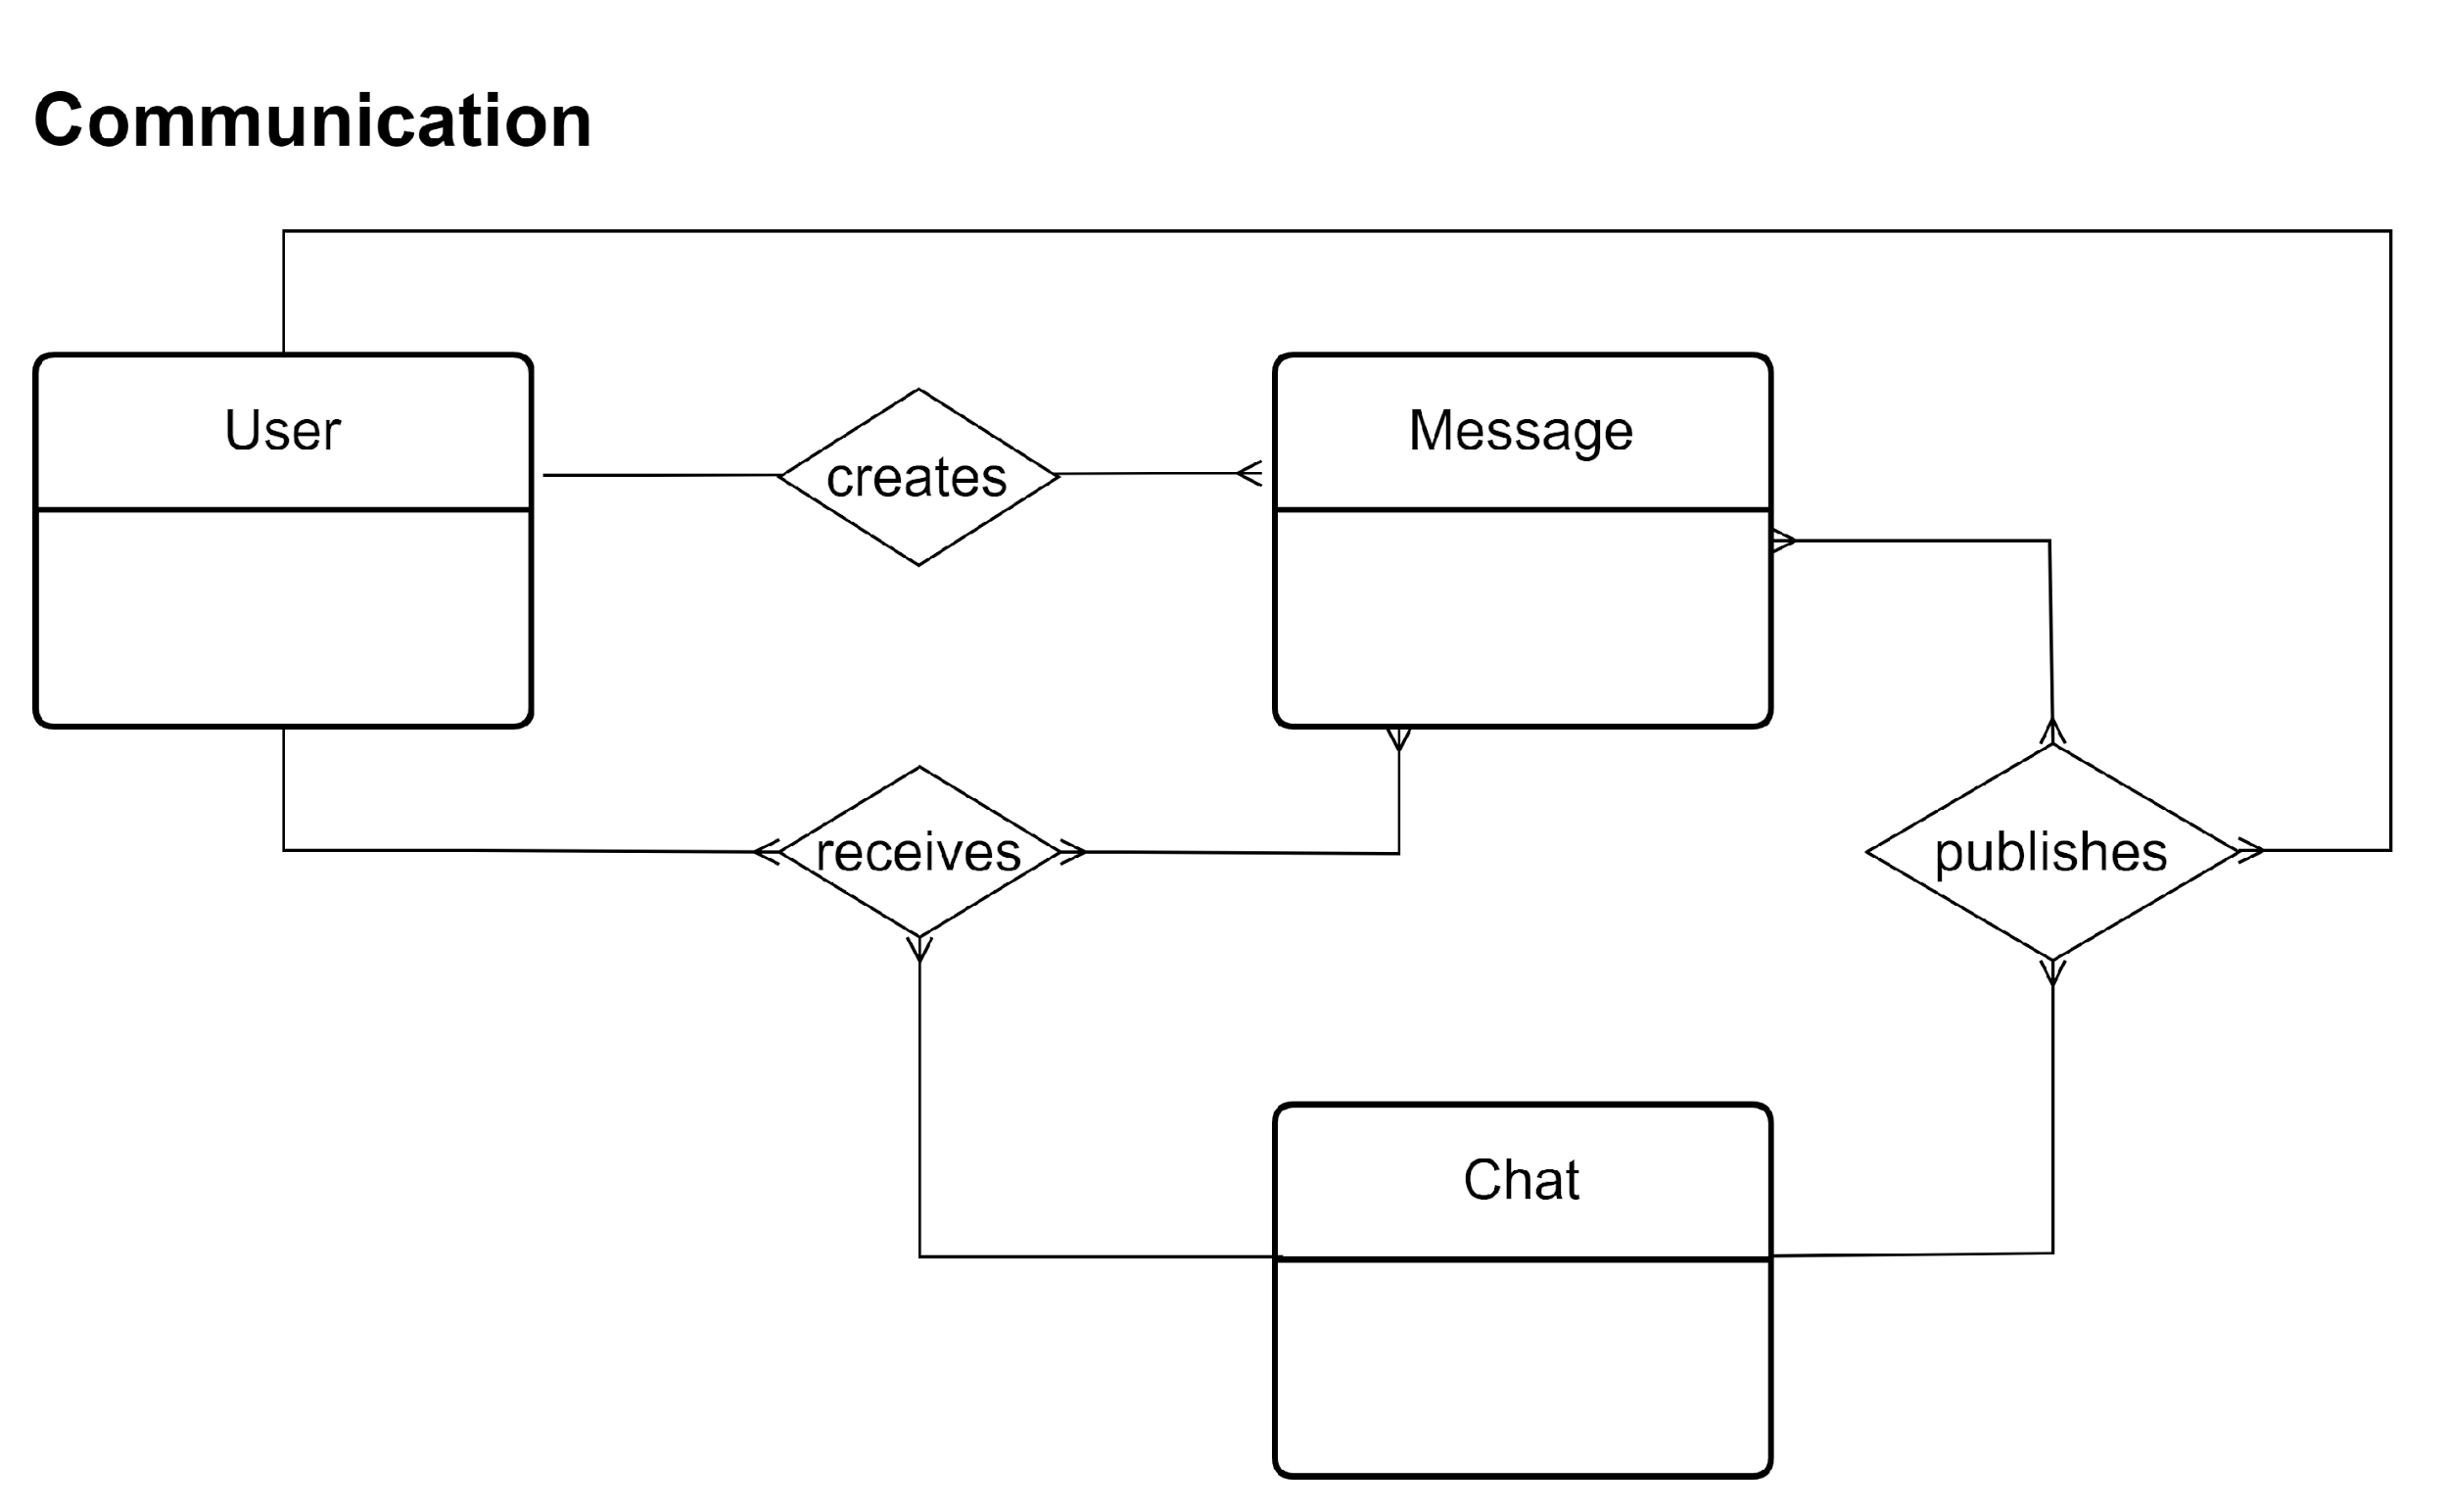 Communication
User
creates
Message
receives
publishes
Chat